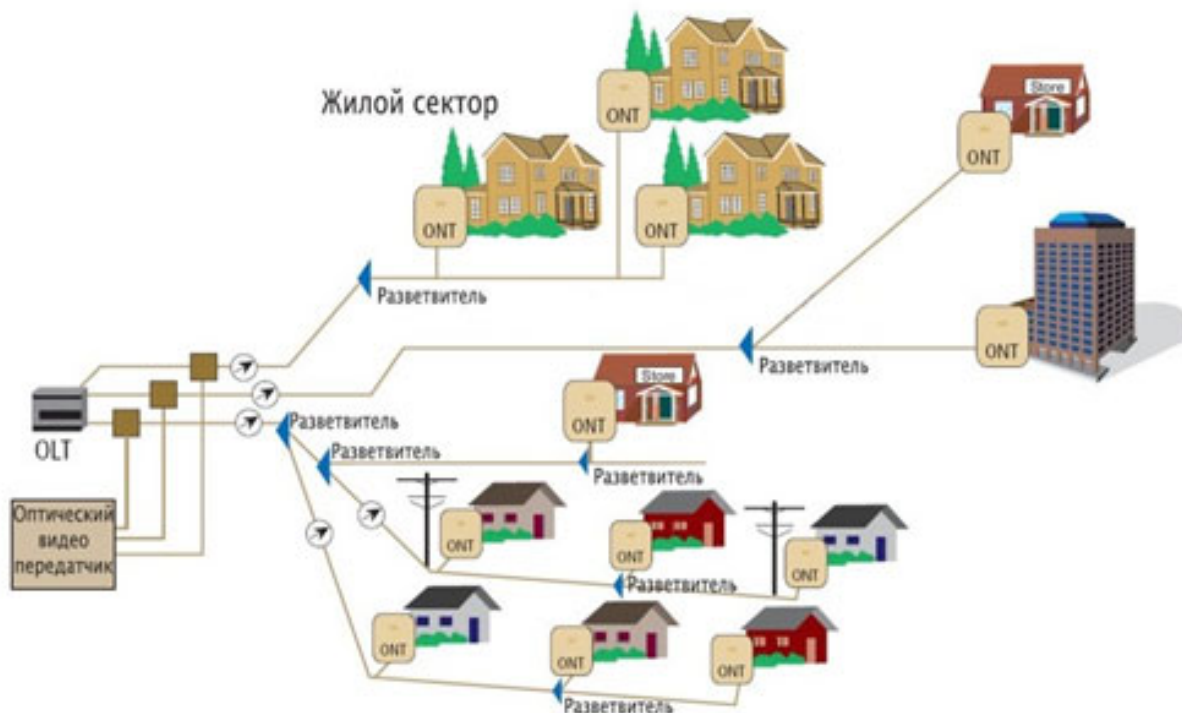 Жилой сектор
ONT
Store
ONT
ONT
ONT
Разветвитель
ONT
Разветвитель
Store
ONT
OLT
Разветвитель
Разветвитель
Разветвитель
Оптический
видео
передатчик
ONT
ONT
ONT
Разветвитель
ONT
ONT
ONT
Разветвитель